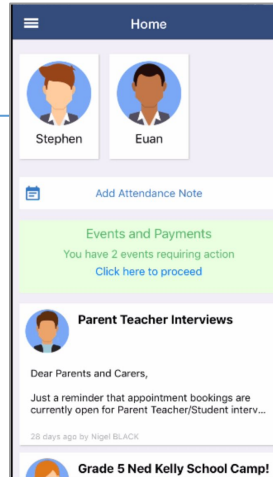 Home
Stephen
Euan
Add Attendance Note
Events and Payments
You have 2 events requiring action
Click here to proceed
Parent Teacher Interviews
Dear Parents and Carers,
Just a reminder that appointment bookings are
currently open for Parent Teacher/Student interv...
28 days ago by Nigel BLACK
Grade 5 Ned Kelly School Camp!